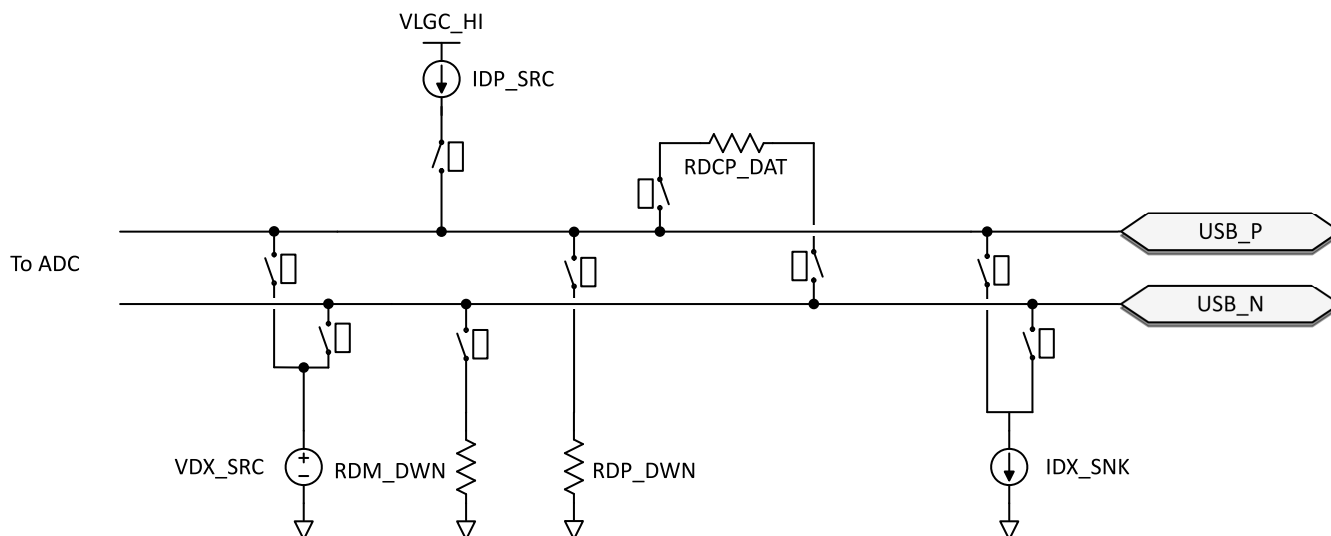 VLGC_HI
IDP_SRC
RDCP_DAT
USB_P
To ADC
USB_N
VDX_SRC
RDM_DWN
RDP_DWN
IDX_SNK